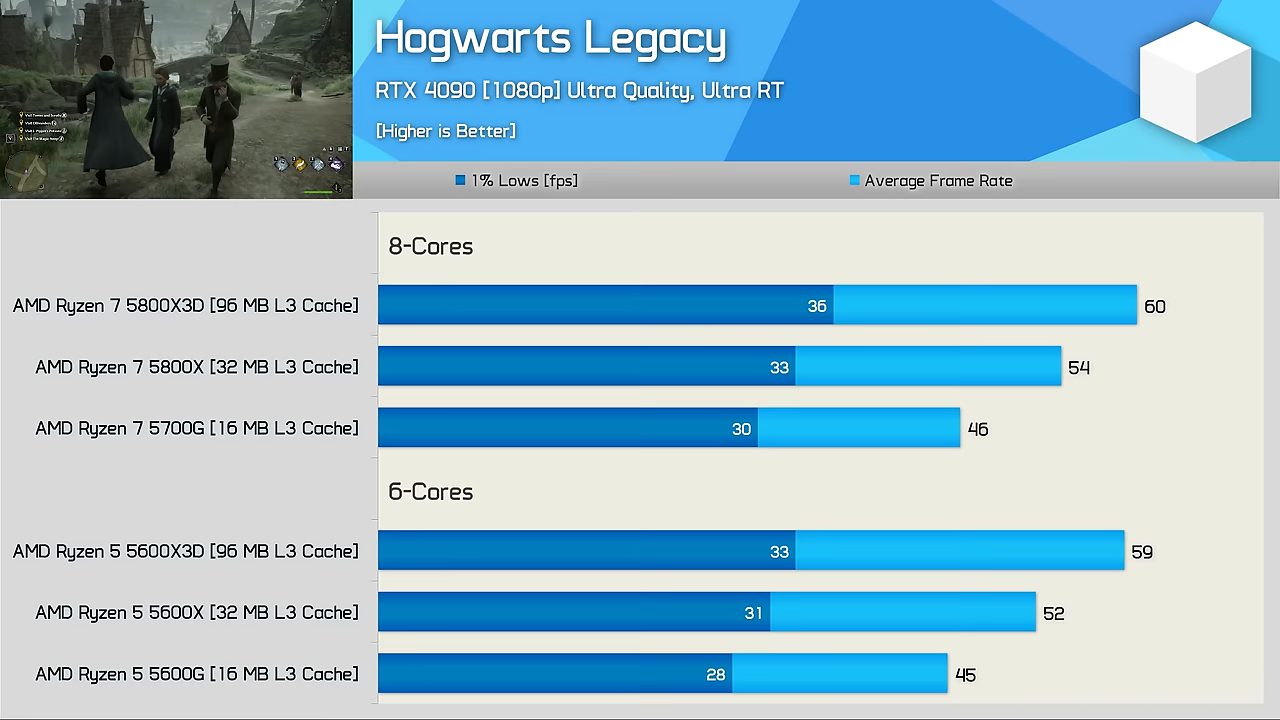 Hogwarts Legacy
RTX 4090 [1080p] Ultra Quality, Ultra RT
[Higher is Better]
1% Lows [fps]
Average Frame Rate
8-Cores
AMD Ryzen 7 5800X3D [96 MB L3 Cache]
36
60
AMD Ryzen 7 5800X [32 MB L3 Cache]
33
54
AMD Ryzen 7 5700G [16 MB L3 Cache]
30
46
6-Cores
AMD Ryzen 5 5600X3D [96 MB L3 Cache]
33
59
AMD Ryzen 5 5600X [32 MB L3 Cache]
31
52
AMD Ryzen 5 5600G [16 MB L3 Cache]
28
45